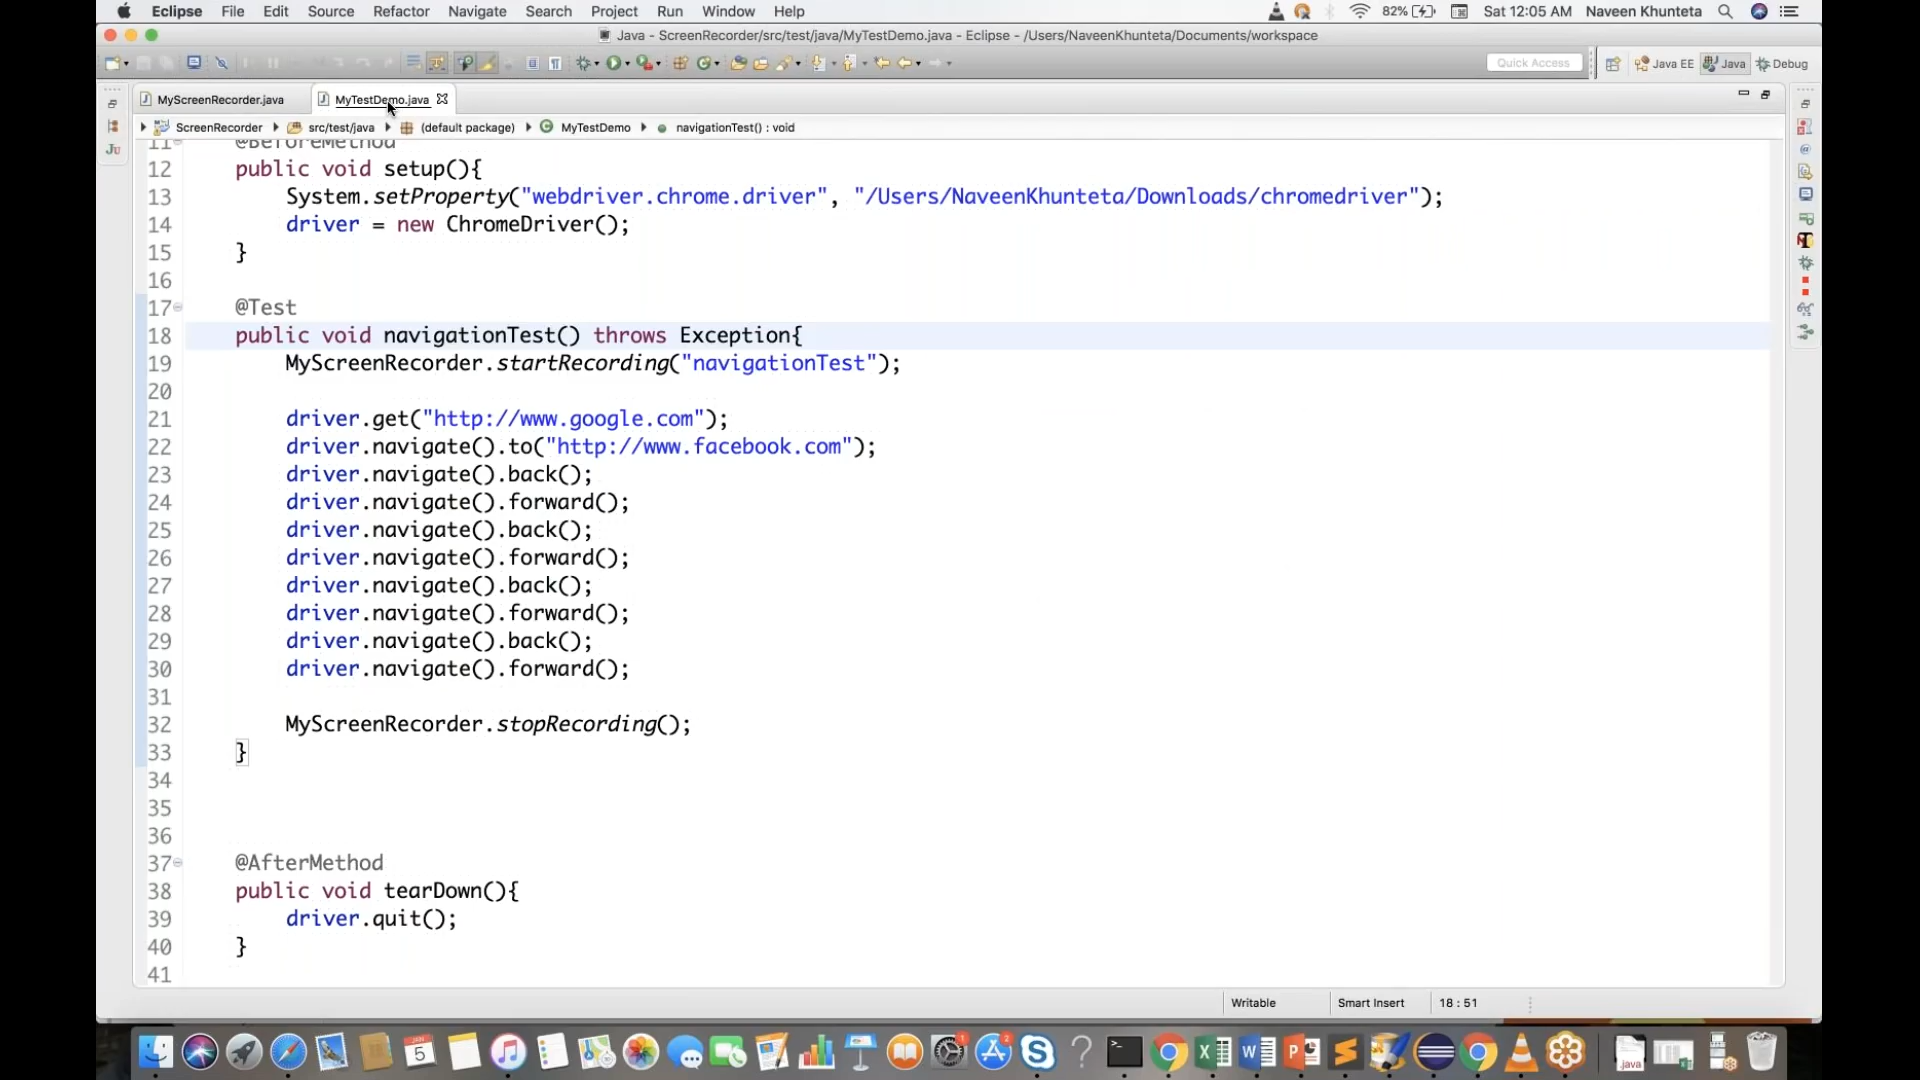 Eclipse File Edit Source Refactor Navigate Search Project Run Window Help 82% Sat 12:05 AM Naveen Khunteta
Java - ScreenRecorder/src/test/java/MyTestDemo.java - Eclipse - /Users/NaveenKhunteta/Documents/workspace
Quick Access Java EE Java Debug
MyScreenRecorder.java MyTestDemo.java
ScreenRecorder src/test/java (default package) MyTestDemo navigationTest() : void
11 @BeforeMethod
12 public void setup(){
13 System.setProperty("webdriver.chrome.driver", "/Users/NaveenKhunteta/Downloads/chromedriver");
14 driver = new ChromeDriver();
15 }
16
17 @Test
18 public void navigationTest() throws Exception{
19 MyScreenRecorder.startRecording("navigationTest");
20
21 driver.get("http://www.google.com");
22 driver.navigate().to("http://www.facebook.com");
23 driver.navigate().back();
24 driver.navigate().forward();
25 driver.navigate().back();
26 driver.navigate().forward();
27 driver.navigate().back();
28 driver.navigate().forward();
29 driver.navigate().back();
30 driver.navigate().forward();
31
32 MyScreenRecorder.stopRecording();
33 }
34
35
36
37 @AfterMethod
38 public void tearDown(){
39 driver.quit();
40 }
41
Writable Smart Insert 18 : 51